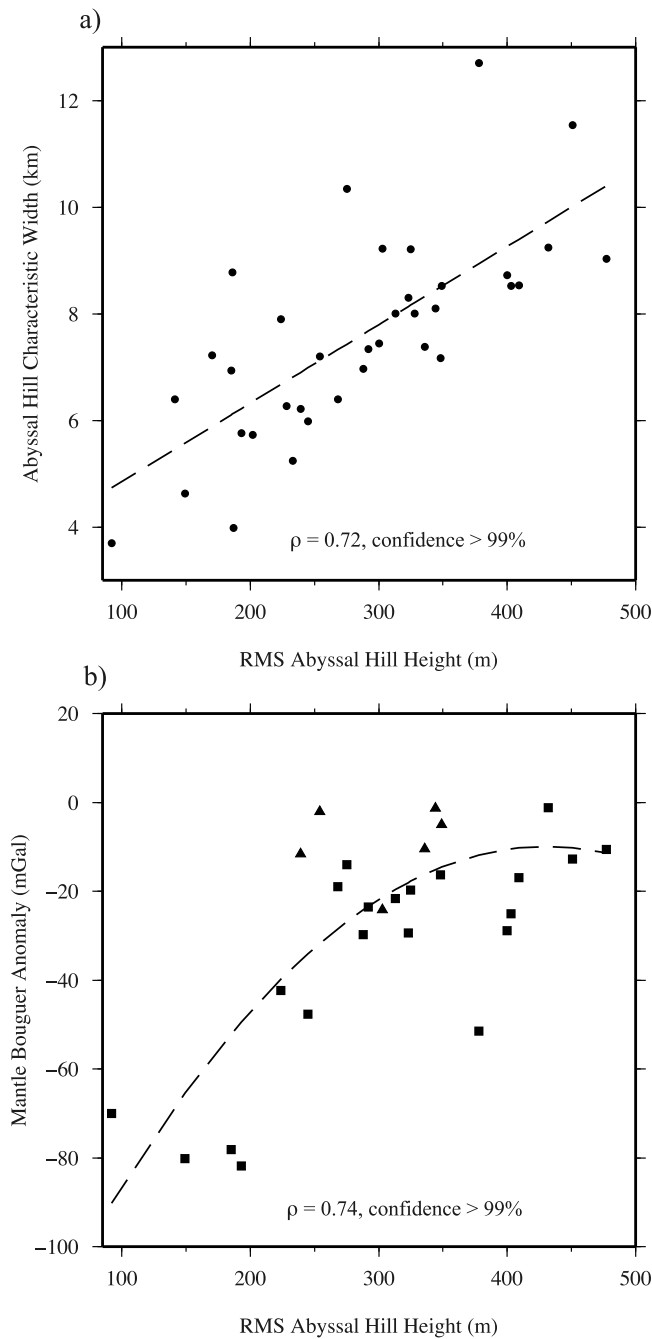 a)
12
10
8
6
4
Abyssal Hill Characteristic Width (km)
ρ = 0.72, confidence > 99%
100 200 300 400 500
RMS Abyssal Hill Height (m)
b)
20
0
−20
−40
−60
−80
−100
Mantle Bouguer Anomaly (mGal)
ρ = 0.74, confidence > 99%
100 200 300 400 500
RMS Abyssal Hill Height (m)